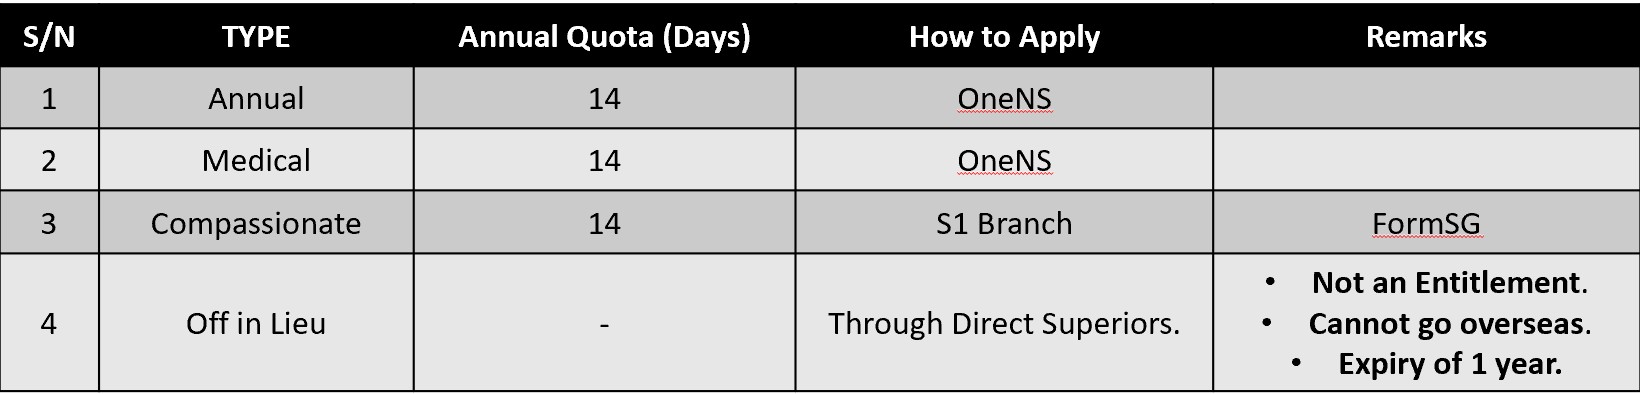 S/N TYPE Annual Quota (Days) How to Apply Remarks
1 Annual 14 OneNS
2 Medical 14 OneNS
3 Compassionate 14 S1 Branch FormSG
4 Off in Lieu - Through Direct Superiors.
• Not an Entitlement.
• Cannot go overseas.
• Expiry of 1 year.